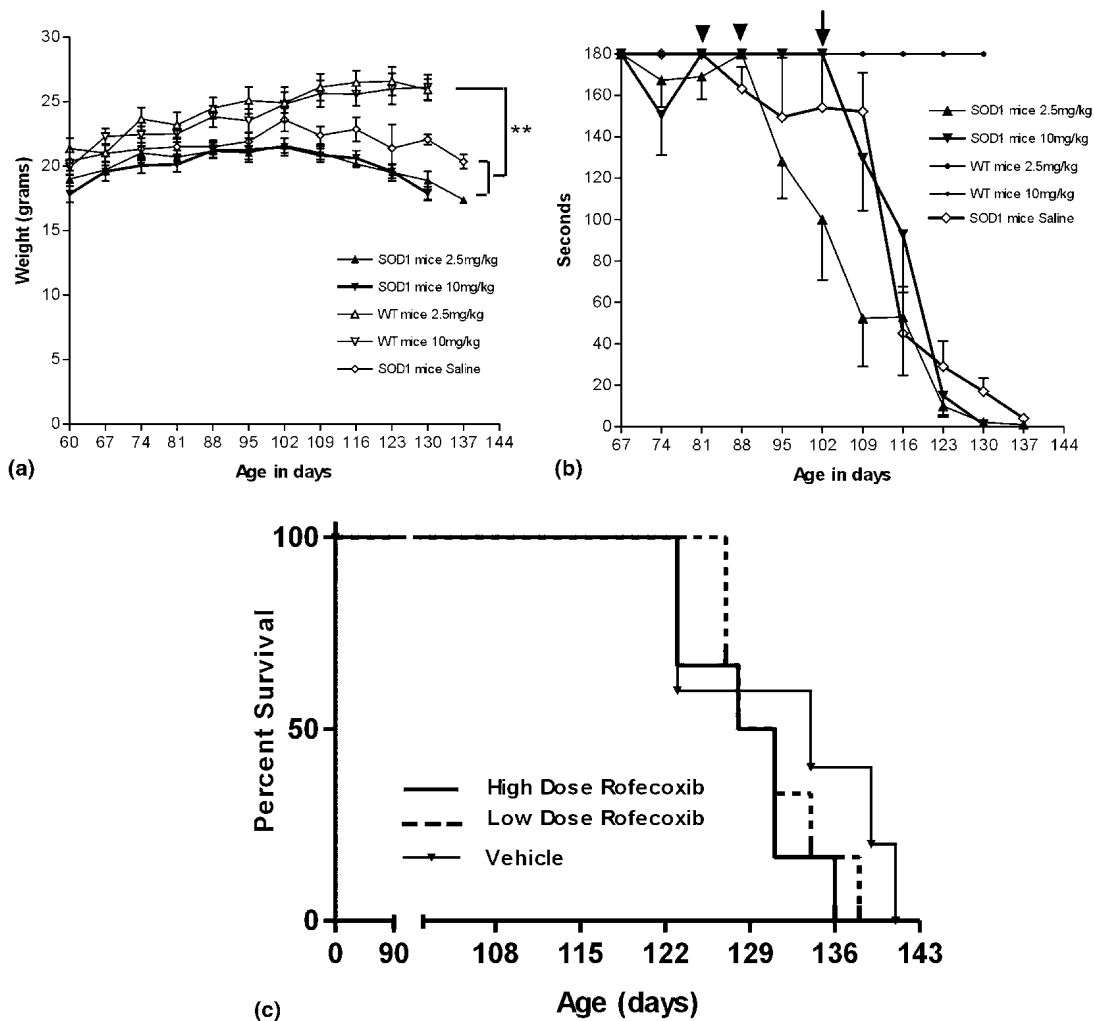 30
25
20
15
10
5
0
Weight (grams)
**
SOD1 mice 2.5mg/kg
SOD1 mice 10mg/kg
WT mice 2.5mg/kg
WT mice 10mg/kg
SOD1 mice Saline
60 67 74 81 88 95 102 109 116 123 130 137 144
Age in days
(a)
180
160
140
120
100
80
60
40
20
0
Seconds
SOD1 mice 2.5mg/kg
SOD1 mice 10mg/kg
WT mice 2.5mg/kg
WT mice 10mg/kg
SOD1 mice Saline
67 74 81 88 95 102 109 116 123 130 137 144
Age in days
(b)
100
50
0
Percent Survival
High Dose Rofecoxib
Low Dose Rofecoxib
Vehicle
0 90 108 115 122 129 136 143
Age (days)
(c)